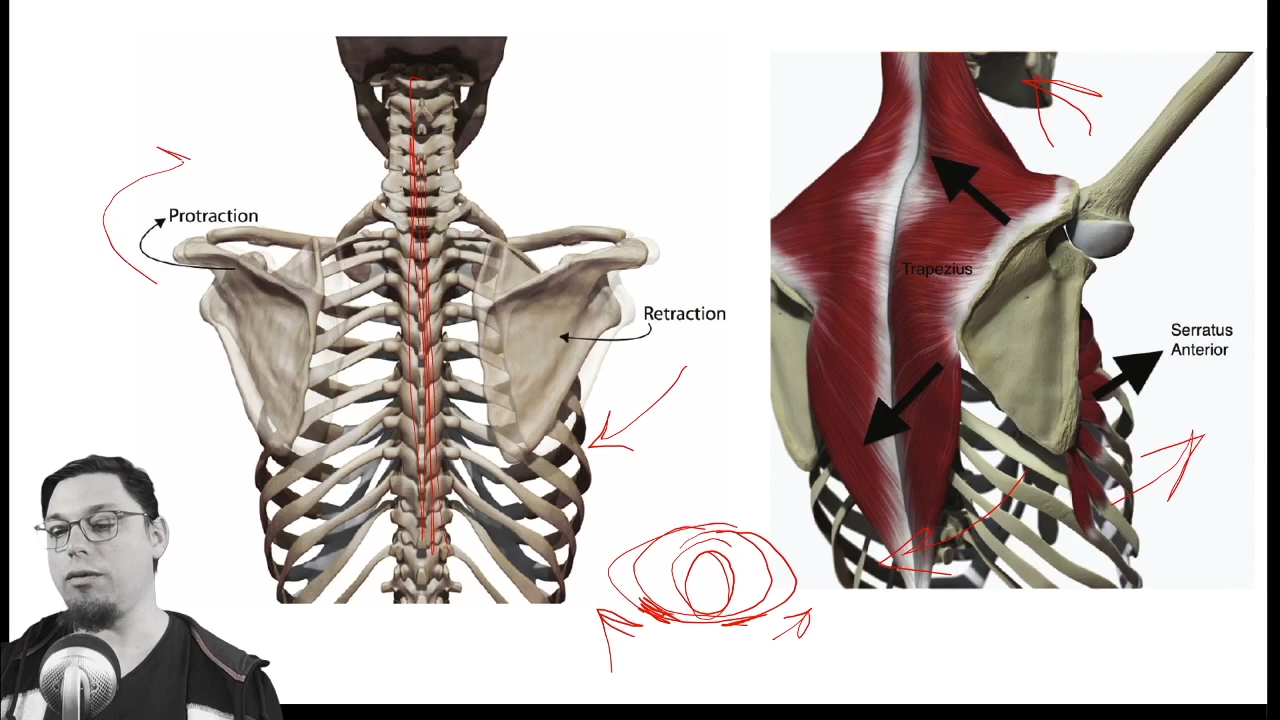 Protraction
Retraction
Trapezius
Serratus
Anterior